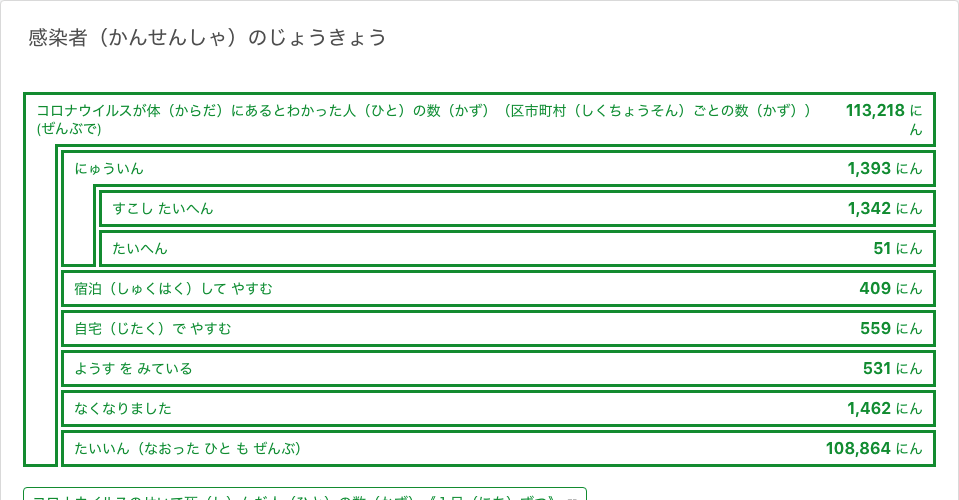 感染者（かんせんしゃ）のじょうきょう
コロナウイルスが体（からだ）にあるとわかった人（ひと）の数（かず）（区市町村（しくちょうそん）ごとの数（かず）） 113,218 に
(ぜんぶで) ん
にゅういん 1,393 にん
すこし たいへん 1,342 にん
たいへん 51 にん
宿泊（しゅくはく）して やすむ 409 にん
自宅（じたく）で やすむ 559 にん
ようす を みている 531 にん
なくなりました 1,462 にん
たいいん（なおった ひと も ぜんぶ） 108,864 にん